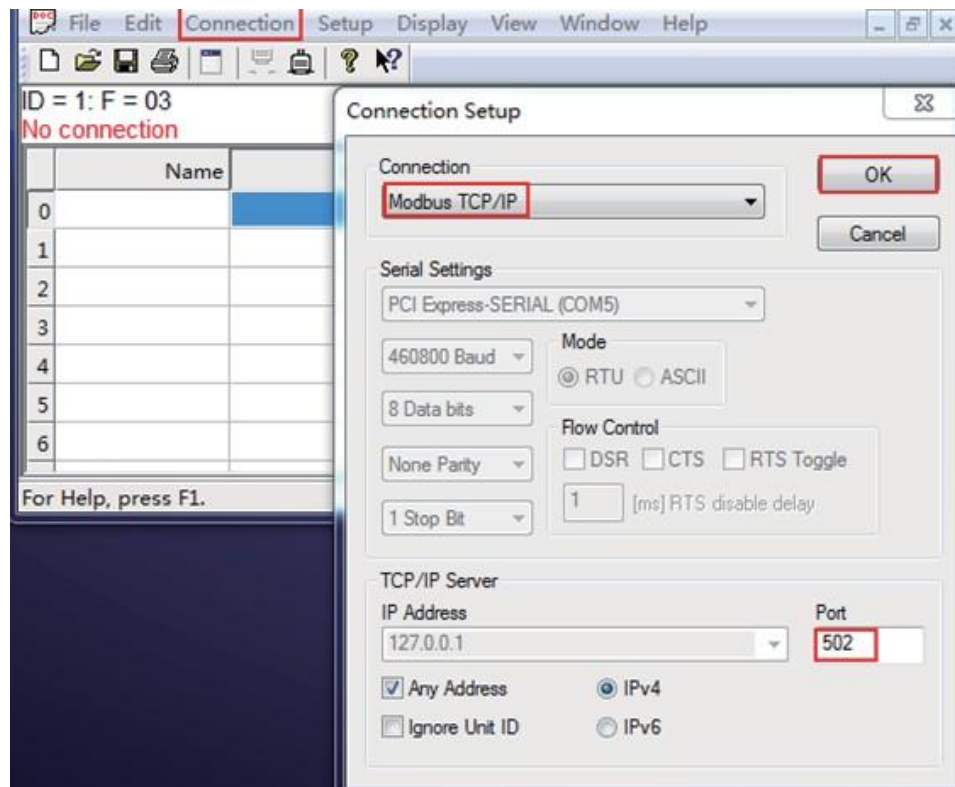 File Edit Connection Setup Display View Window Help
ID = 1: F = 03
No connection
Name
0
1
2
3
4
5
6
For Help, press F1.
Connection Setup
Connection
Modbus TCP/IP
OK
Cancel
Serial Settings
PCI Express-SERIAL (COM5)
460800 Baud
Mode
RTU ASCII
8 Data bits
Flow Control
DSR CTS RTS Toggle
None Parity
1 [ms] RTS disable delay
1 Stop Bit
TCP/IP Server
IP Address Port
127.0.0.1 502
Any Address IPv4
Ignore Unit ID IPv6